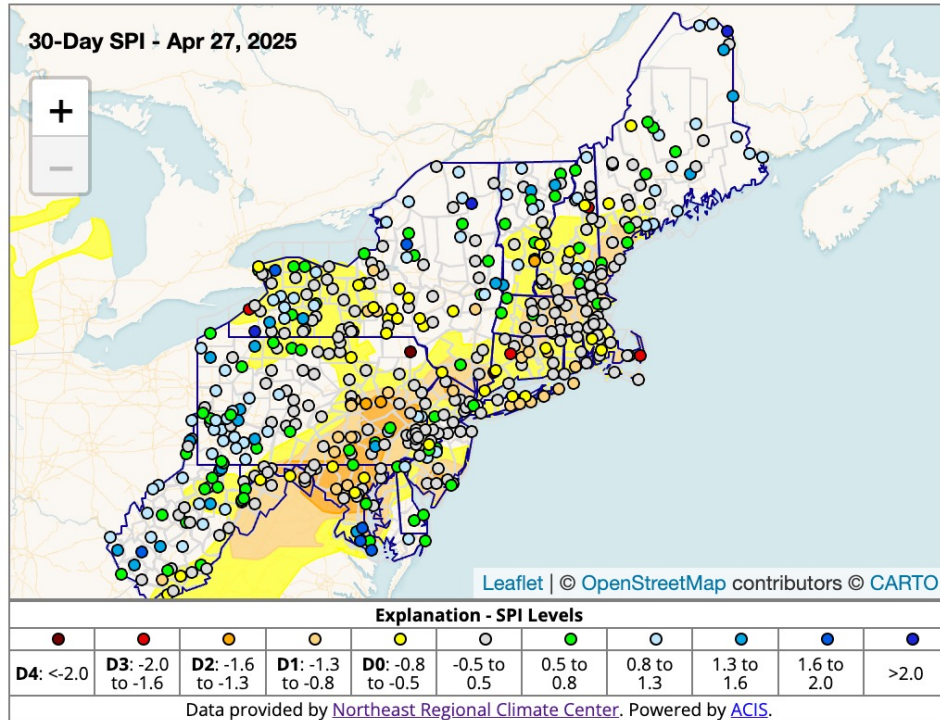 30-Day SPI - Apr 27, 2025
+
−
Leaflet | © OpenStreetMap contributors © CARTO
Explanation - SPI Levels
D4: <-2.0
D3: -2.0 to -1.6
D2: -1.6 to -1.3
D1: -1.3 to -0.8
D0: -0.8 to -0.5
-0.5 to 0.5
0.5 to 0.8
0.8 to 1.3
1.3 to 1.6
1.6 to 2.0
>2.0
Data provided by Northeast Regional Climate Center. Powered by ACIS.